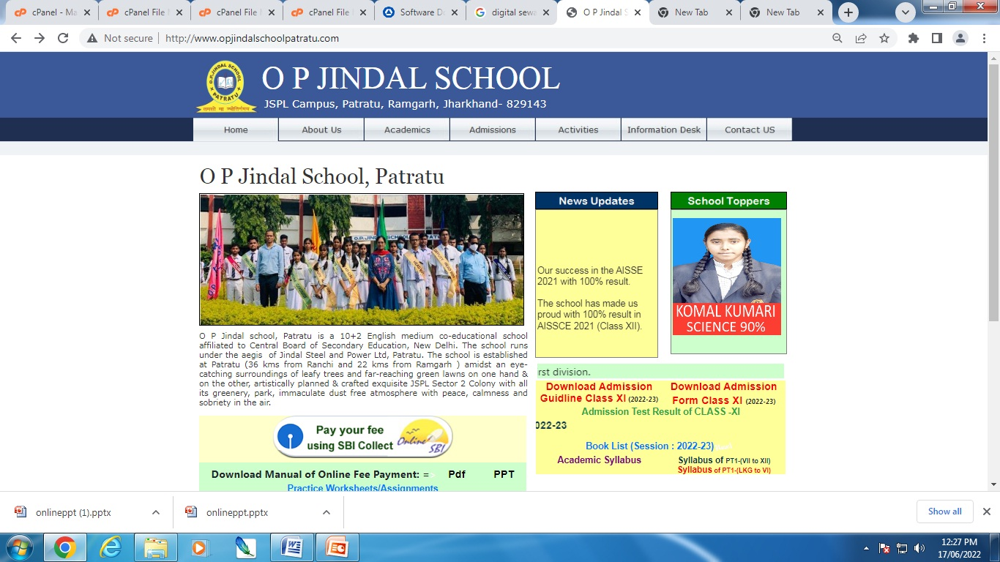 cPanel - Ma
cPanel File
cPanel File M
cPanel File
Software De
digital sewa
O P Jindal S
New Tab
New Tab
Not secure
http://www.opjindalschoolpatratu.com
O.P. JINDAL SCHOOL
PATRATU
तमसो मा ज्योतिर्गमय
O P JINDAL SCHOOL
JSPL Campus, Patratu, Ramgarh, Jharkhand- 829143
Home
About Us
Academics
Admissions
Activities
Information Desk
Contact US
O P Jindal School, Patratu
O P Jindal school, Patratu is a 10+2 English medium co-educational school
affiliated to Central Board of Secondary Education, New Delhi. The school runs
under the aegis of Jindal Steel and Power Ltd, Patratu. The school is established
at Patratu (36 kms from Ranchi and 22 kms from Ramgarh ) amidst an eye-
catching surroundings of leafy trees and far-reaching green lawns on one hand &
on the other, artistically planned & crafted exquisite JSPL Sector 2 Colony with all
its greenery, park, immaculate dust free atmosphere with peace, calmness and
sobriety in the air.
Pay your fee
using SBI Collect
Online SBI
Download Manual of Online Fee Payment: = Pdf PPT
Practice Worksheets/Assignments
News Updates
Our success in the AISSE
2021 with 100% result.
The school has made us
proud with 100% result in
AISSCE 2021 (Class XII).
School Toppers
KOMAL KUMARI
SCIENCE 90%
rst division.
Download Admission
Guidline Class XI (2022-23)
Download Admission
Form Class XI (2022-23)
Admission Test Result of CLASS -XI
022-23
Book List (Session : 2022-23)
Academic Syllabus
Syllabus of PT1-(VII to XII)
Syllabus of PT1-(LKG to VI)
onlineppt (1).pptx
onlineppt.pptx
Show all
12:27 PM
17/06/2022